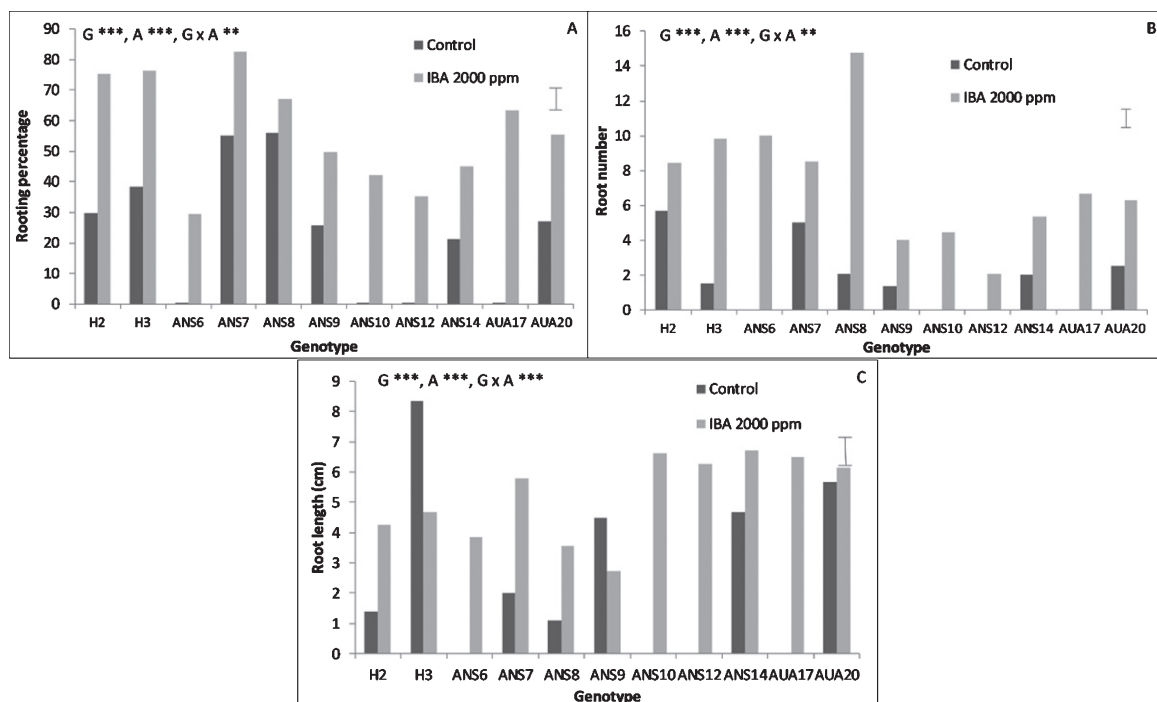 G ***, A ***, G x A **
A
Control
IBA 2000 ppm
Rooting percentage
90
80
70
60
50
40
30
20
10
0
H2 H3 ANS6 ANS7 ANS8 ANS9 ANS10 ANS12 ANS14 AUA17 AUA20
Genotype
G ***, A ***, G x A **
B
Control
IBA 2000 ppm
Root number
16
14
12
10
8
6
4
2
0
H2 H3 ANS6 ANS7 ANS8 ANS9 ANS10 ANS12 ANS14 AUA17 AUA20
Genotype
G ***, A ***, G x A ***
C
Control
IBA 2000 ppm
Root length (cm)
9
8
7
6
5
4
3
2
1
0
H2 H3 ANS6 ANS7 ANS8 ANS9 ANS10 ANS12 ANS14 AUA17 AUA20
Genotype